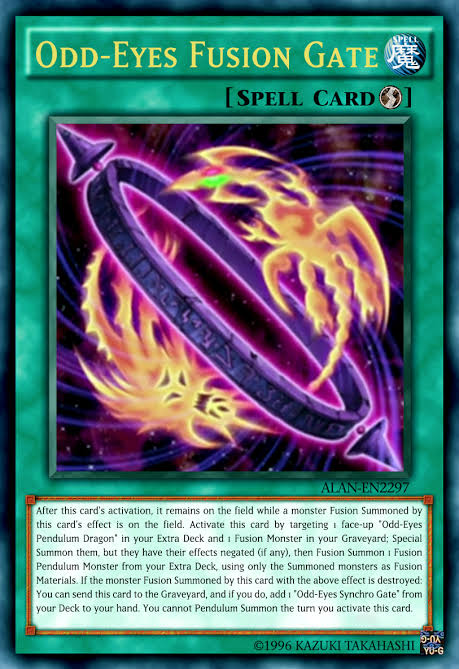 ODD-EYES FUSION GATE
SPELL
魔
[SPELL CARD]
ALAN-EN2297
After this card's activation, it remains on the field while a monster Fusion Summoned by
this card's effect is on the field. Activate this card by targeting 1 face-up "Odd-Eyes
Pendulum Dragon" in your Extra Deck and 1 Fusion Monster in your Graveyard; Special
Summon them, but they have their effects negated (if any), then Fusion Summon 1 Fusion
Pendulum Monster from your Extra Deck, using only the Summoned monsters as Fusion
Materials. If the monster Fusion Summoned by this card with the above effect is destroyed:
You can send this card to the Graveyard, and if you do, add 1 "Odd-Eyes Synchro Gate" from
your Deck to your hand. You cannot Pendulum Summon the turn you activate this card.
©1996 KAZUKI TAKAHASHI